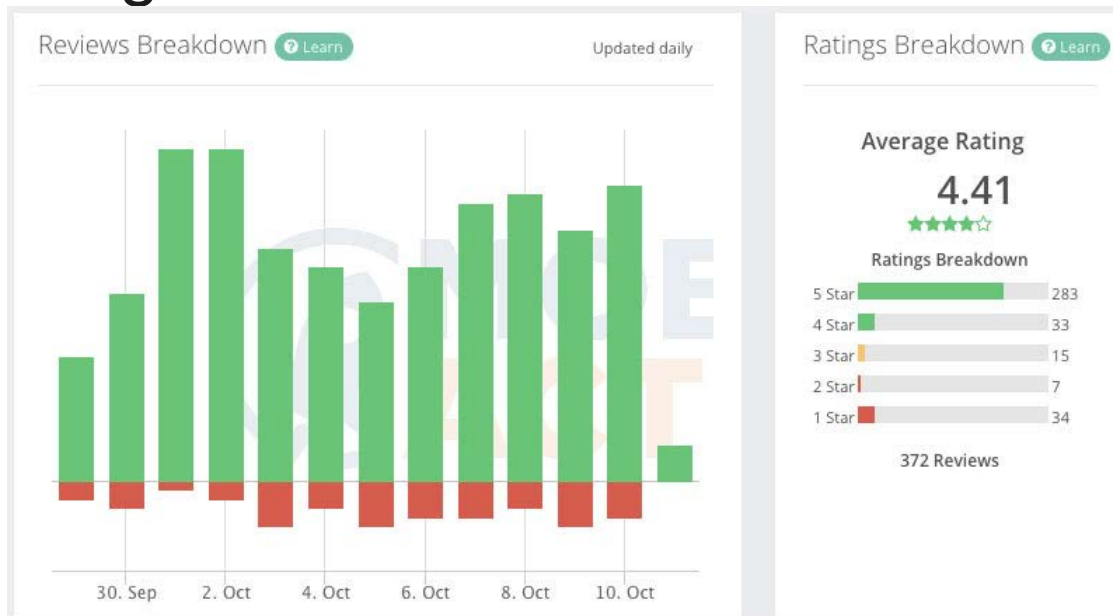 Reviews Breakdown ? Learn
Updated daily
MOB
ACT
30. Sep 2. Oct 4. Oct 6. Oct 8. Oct 10. Oct
Ratings Breakdown ? Learn
Average Rating
4.41
Ratings Breakdown
5 Star 283
4 Star 33
3 Star 15
2 Star 7
1 Star 34
372 Reviews